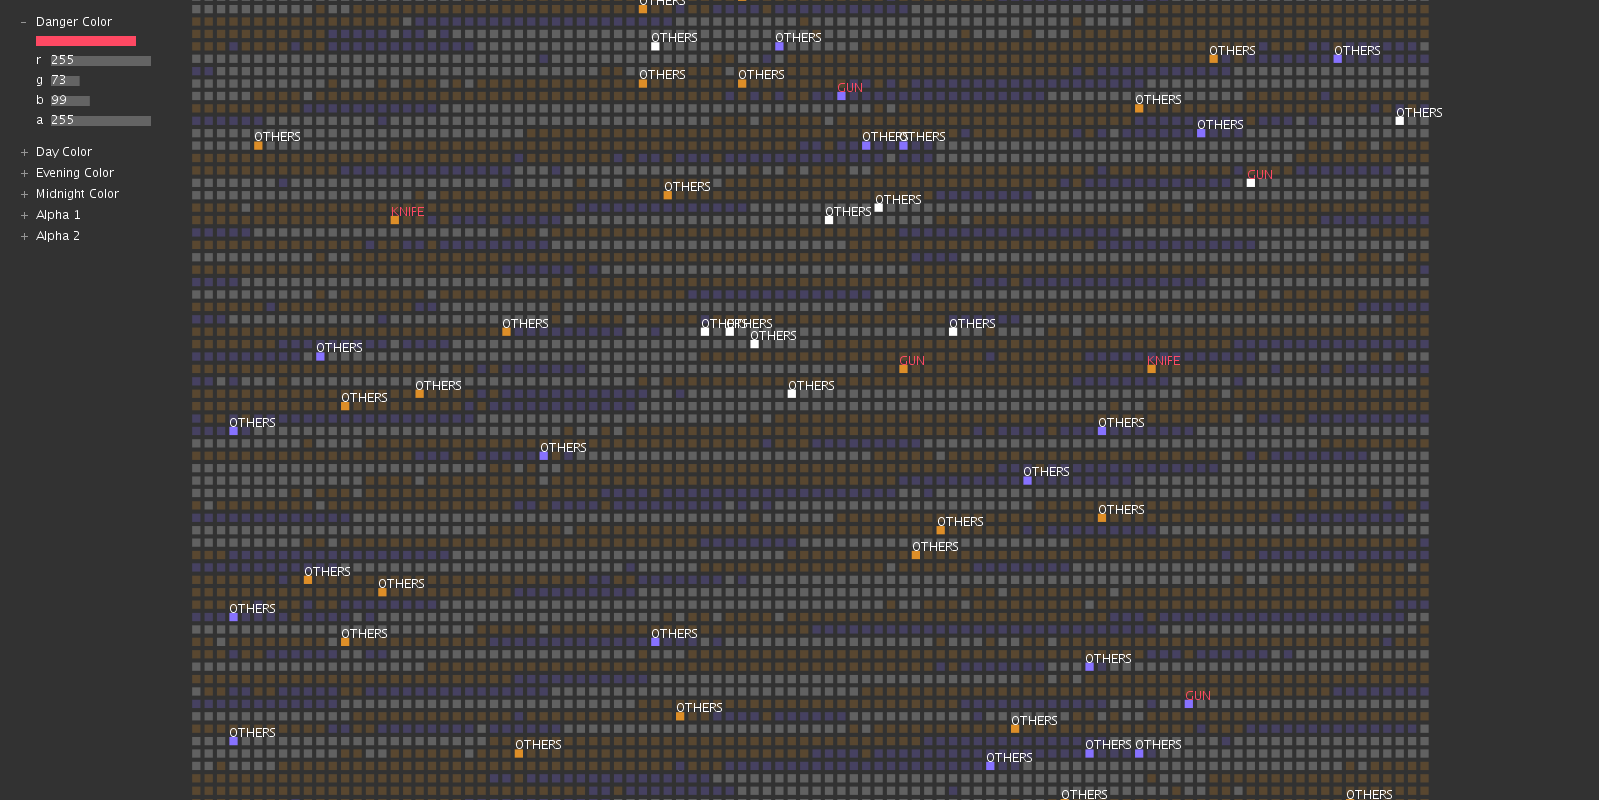 − Danger Color
r 255
g 73
b 99
a 255
+ Day Color
+ Evening Color
+ Midnight Color
+ Alpha 1
+ Alpha 2
OTHERS
OTHERS OTHERS
OTHERS OTHERS
OTHERS OTHERS
GUN
OTHERS
OTHERS
OTHERS
OTHERS OTHERS OTHERS
GUN
OTHERS
OTHERS
KNIFE OTHERS
OTHERS OTHERS OTHERS OTHERS
OTHERS
OTHERS
GUN KNIFE
OTHERS OTHERS
OTHERS
OTHERS OTHERS
OTHERS
OTHERS
OTHERS
OTHERS
OTHERS
OTHERS
OTHERS
OTHERS
OTHERS OTHERS
OTHERS
GUN
OTHERS
OTHERS
OTHERS
OTHERS OTHERS OTHERS
OTHERS
OTHERS OTHERS